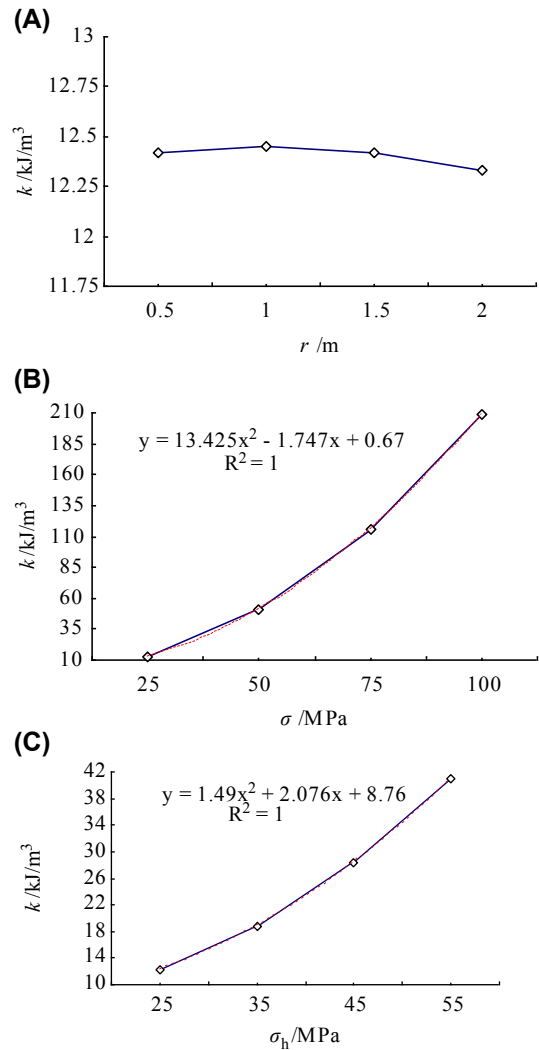 (A)
13
12.75
12.5
12.25
12
11.75
k /kJ/m³
0.5 1 1.5 2
r /m
(B)
210
185
160
135
110
85
60
35
10
k /kJ/m³
y = 13.425x² - 1.747x + 0.67
R² = 1
25 50 75 100
σ /MPa
(C)
42
38
34
30
26
22
18
14
10
k /kJ/m³
y = 1.49x² + 2.076x + 8.76
R² = 1
25 35 45 55
σh/MPa